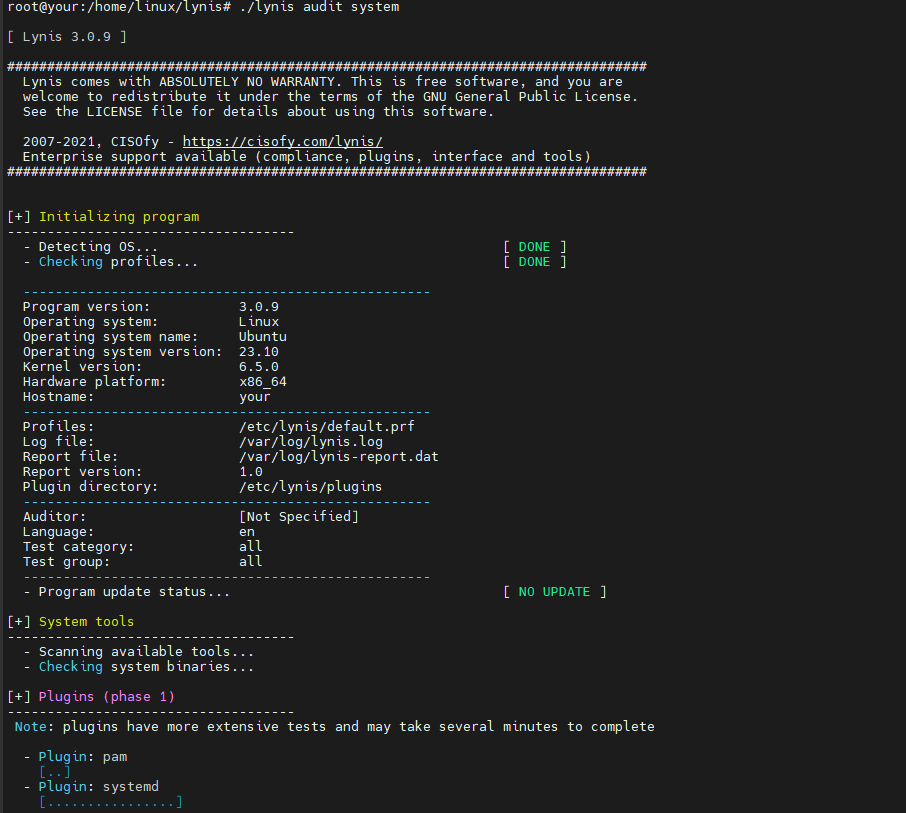 root@your:/home/linux/lynis# ./lynis audit system
[ Lynis 3.0.9 ]
################################################################################
Lynis comes with ABSOLUTELY NO WARRANTY. This is free software, and you are
welcome to redistribute it under the terms of the GNU General Public License.
See the LICENSE file for details about using this software.
2007-2021, CISOfy - https://cisofy.com/lynis/
Enterprise support available (compliance, plugins, interface and tools)
################################################################################
[+] Initializing program
------------------------------------
- Detecting OS... [ DONE ]
- Checking profiles... [ DONE ]
---------------------------------------------------
Program version: 3.0.9
Operating system: Linux
Operating system name: Ubuntu
Operating system version: 23.10
Kernel version: 6.5.0
Hardware platform: x86_64
Hostname: your
---------------------------------------------------
Profiles: /etc/lynis/default.prf
Log file: /var/log/lynis.log
Report file: /var/log/lynis-report.dat
Report version: 1.0
Plugin directory: /etc/lynis/plugins
---------------------------------------------------
Auditor: [Not Specified]
Language: en
Test category: all
Test group: all
---------------------------------------------------
- Program update status... [ NO UPDATE ]
[+] System tools
------------------------------------
- Scanning available tools...
- Checking system binaries...
[+] Plugins (phase 1)
------------------------------------
Note: plugins have more extensive tests and may take several minutes to complete
- Plugin: pam
[..]
- Plugin: systemd
[................]